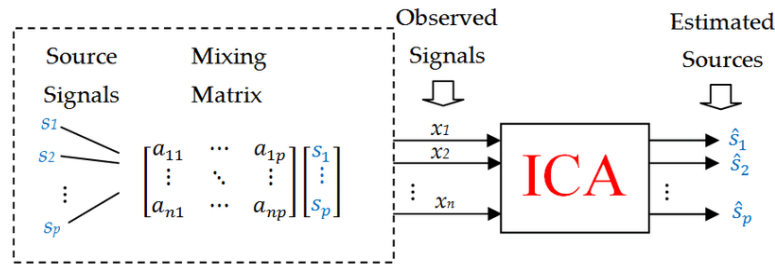 Source Signals
Mixing Matrix
Observed Signals
Estimated Sources
s1
s2
⋮
sp
[a11 ⋯ a1p] [s1]
[⋮ ⋱ ⋮] [⋮]
[an1 ⋯ anp] [sp]
x1
x2
⋮
xn
ICA
ŝ1
ŝ2
⋮
ŝp